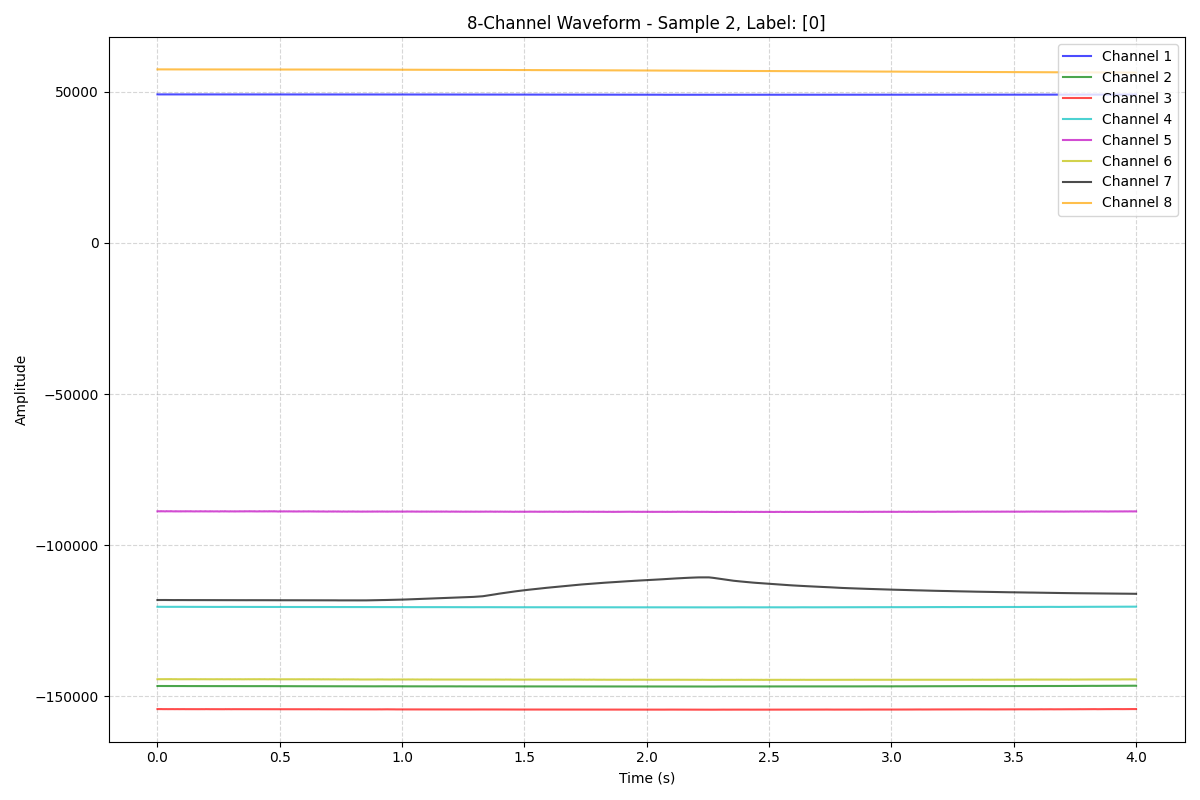 8-Channel Waveform - Sample 2, Label: [0]
Channel 1
Channel 2
Channel 3
Channel 4
Channel 5
Channel 6
Channel 7
Channel 8
50000
0
−50000
−100000
−150000
Amplitude
0.0 0.5 1.0 1.5 2.0 2.5 3.0 3.5 4.0
Time (s)